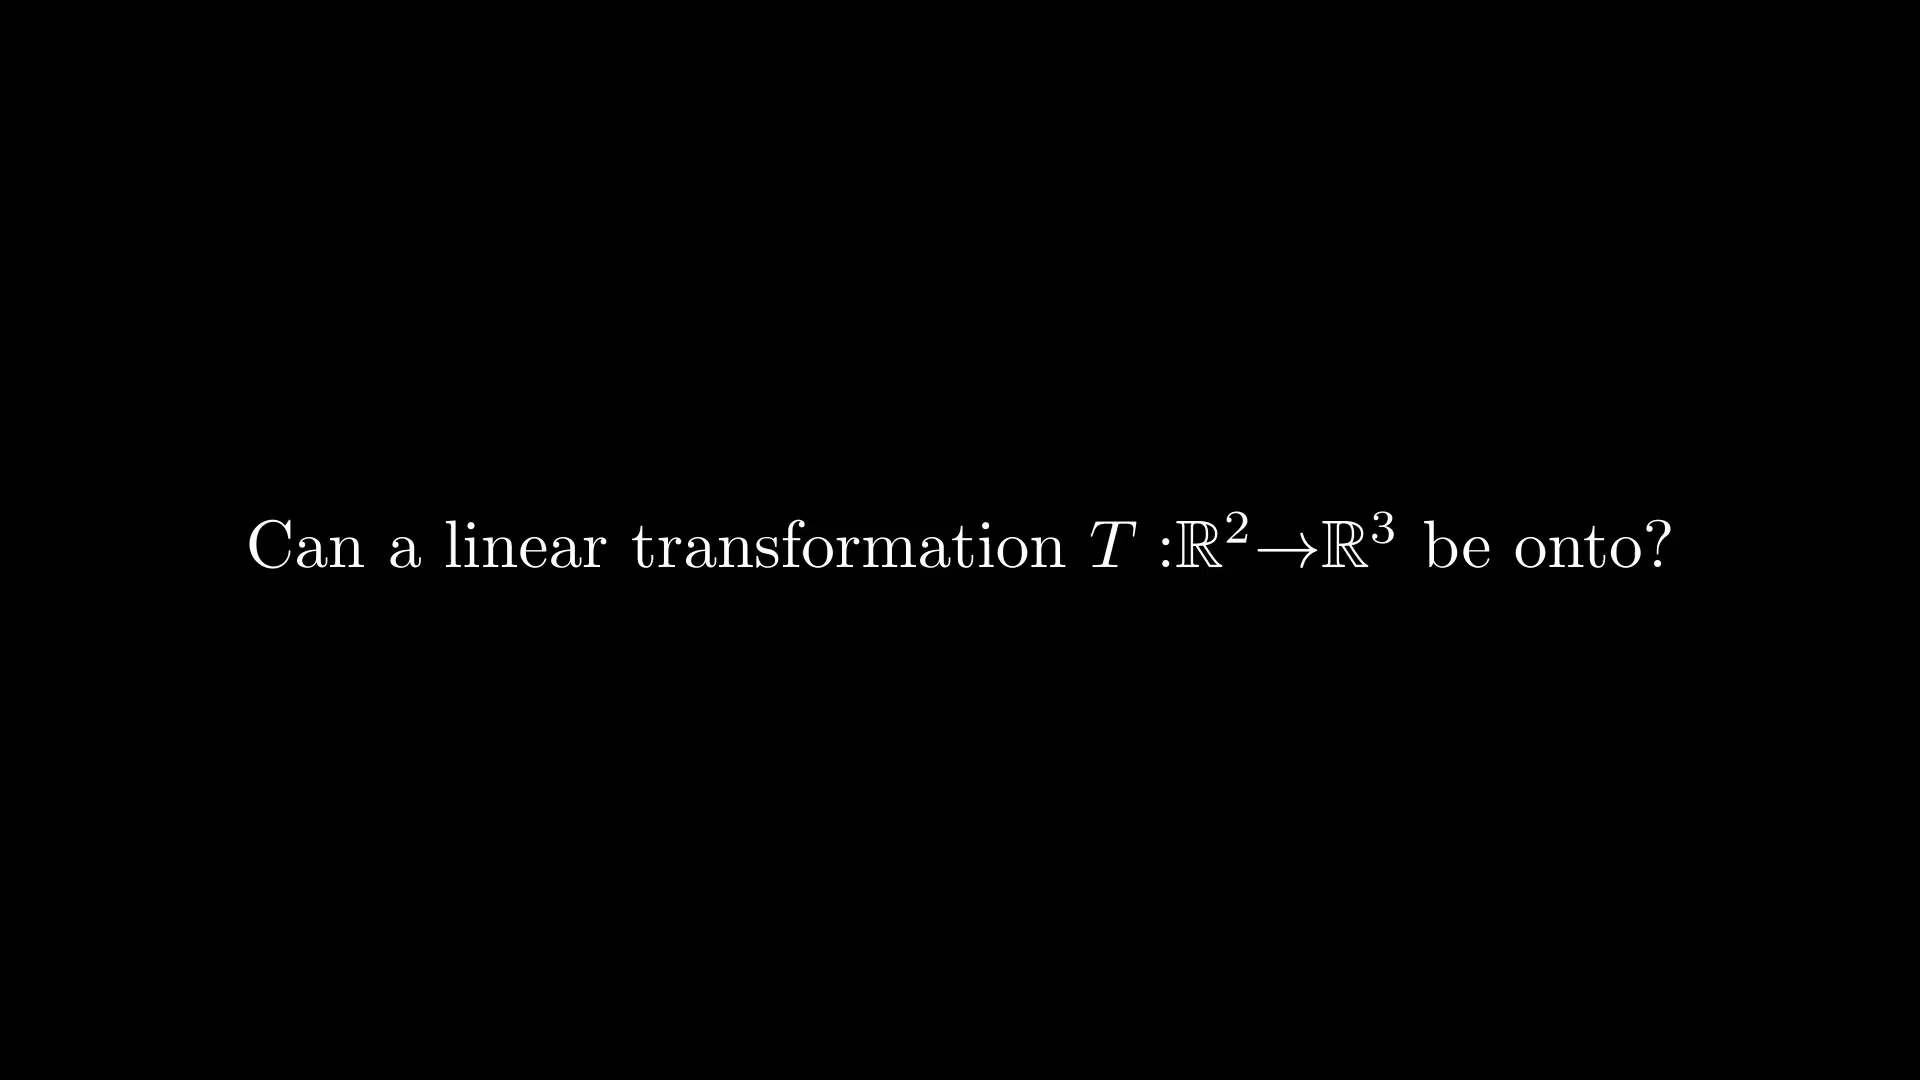 Can a linear transformation T :ℝ²→ℝ³ be onto?